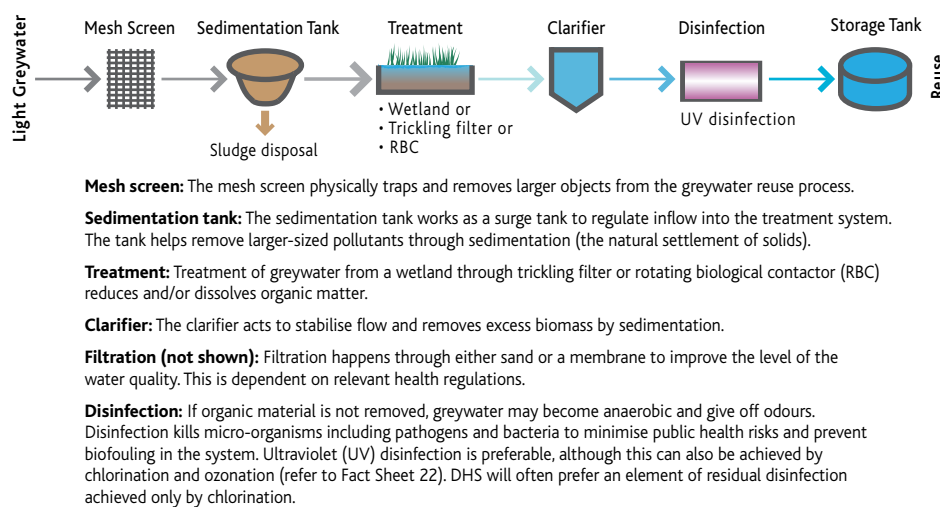 Light Greywater
Mesh Screen
Sedimentation Tank
Treatment
Clarifier
Disinfection
Storage Tank
Reuse
Sludge disposal
• Wetland or
• Trickling filter or
• RBC
UV disinfection
Mesh screen: The mesh screen physically traps and removes larger objects from the greywater reuse process.
Sedimentation tank: The sedimentation tank works as a surge tank to regulate inflow into the treatment system.
The tank helps remove larger-sized pollutants through sedimentation (the natural settlement of solids).
Treatment: Treatment of greywater from a wetland through trickling filter or rotating biological contactor (RBC)
reduces and/or dissolves organic matter.
Clarifier: The clarifier acts to stabilise flow and removes excess biomass by sedimentation.
Filtration (not shown): Filtration happens through either sand or a membrane to improve the level of the
water quality. This is dependent on relevant health regulations.
Disinfection: If organic material is not removed, greywater may become anaerobic and give off odours.
Disinfection kills micro-organisms including pathogens and bacteria to minimise public health risks and prevent
biofouling in the system. Ultraviolet (UV) disinfection is preferable, although this can also be achieved by
chlorination and ozonation (refer to Fact Sheet 22). DHS will often prefer an element of residual disinfection
achieved only by chlorination.